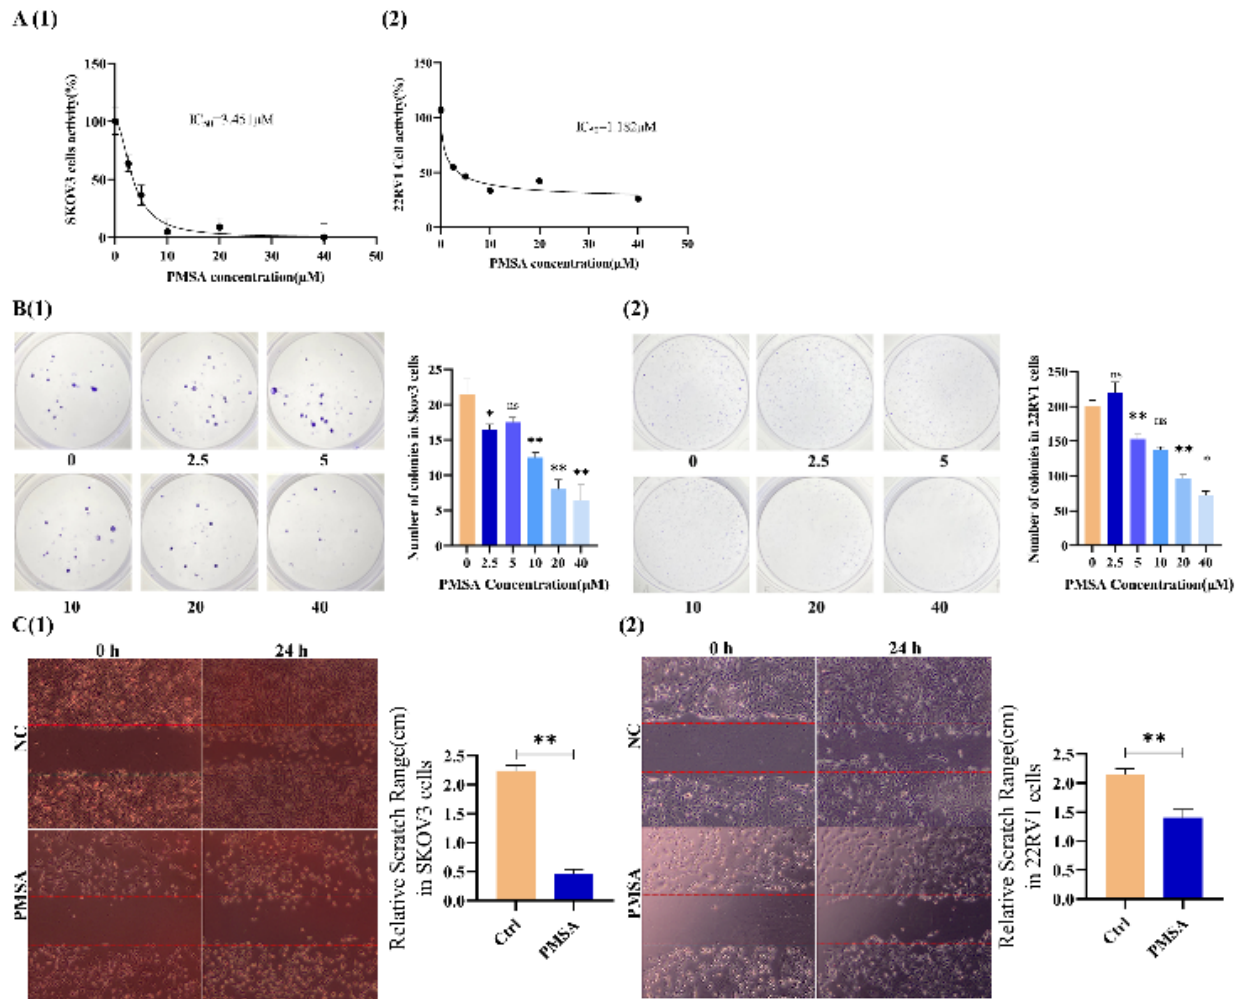 A (1)
(2)
150
100
50
0
SKOV3 cells activity(%)
IC50=3.451μM
0 10 20 30 40 50
PMSA concentration(μM)
150
100
50
0
22RV1 Cell activity(%)
IC50=1.182μM
0 10 20 30 40 50
PMSA concentration(μM)
B(1)
0 2.5 5
10 20 40
Number of colonies in Skov3 cells
25
20
15
10
5
0
* ns ** ** **
0 2.5 5 10 20 40
PMSA Concentration(μM)
(2)
0 2.5 5
10 20 40
Number of colonies in 22RV1 cells
250
200
150
100
50
0
ns ** ns ** *
0 2.5 5 10 20 40
PMSA Concentration(μM)
C(1)
0 h 24 h
NC
PMSA
Relative Scratch Range(cm)
in SKOV3 cells
2.5
2.0
1.5
1.0
0.5
0.0
**
Ctrl PMSA
(2)
0 h 24 h
NC
PMSA
Relative Scratch Range(cm)
in 22RV1 cells
2.5
2.0
1.5
1.0
0.5
0.0
**
Ctrl PMSA